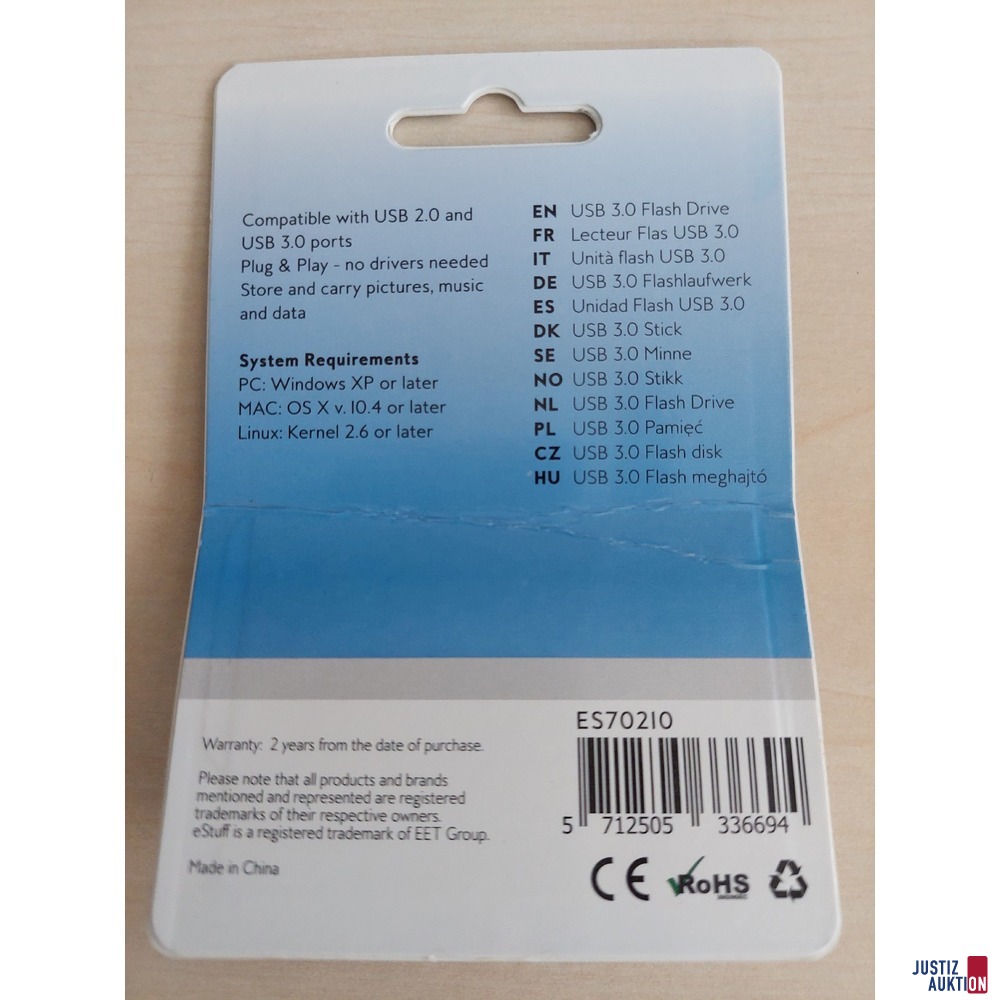 Compatible with USB 2.0 and
USB 3.0 ports
Plug & Play - no drivers needed
Store and carry pictures, music
and data
System Requirements
PC: Windows XP or later
MAC: OS X v. 10.4 or later
Linux: Kernel 2.6 or later
EN USB 3.0 Flash Drive
FR Lecteur Flas USB 3.0
IT Unità flash USB 3.0
DE USB 3.0 Flashlaufwerk
ES Unidad Flash USB 3.0
DK USB 3.0 Stick
SE USB 3.0 Minne
NO USB 3.0 Stikk
NL USB 3.0 Flash Drive
PL USB 3.0 Pamięć
CZ USB 3.0 Flash disk
HU USB 3.0 Flash meghajtó
Warranty: 2 years from the date of purchase.
Please note that all products and brands
mentioned and represented are registered
trademarks of their respective owners.
eStuff is a registered trademark of EET Group.
Made in China
ES70210
5 712505 336694
CE RoHS
JUSTIZ
AUKTION